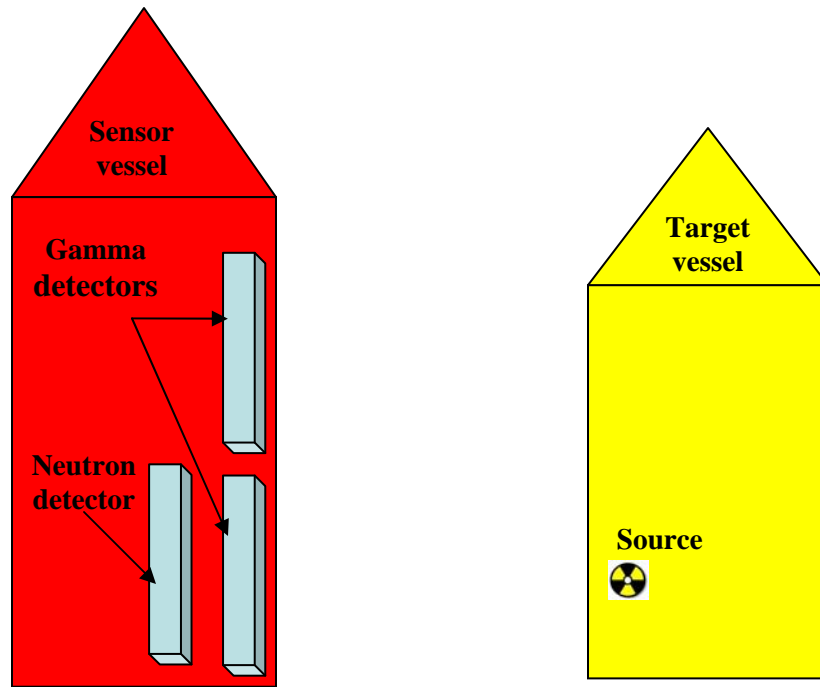 Sensor
vessel
Gamma
detectors
Neutron
detector
Target
vessel
Source